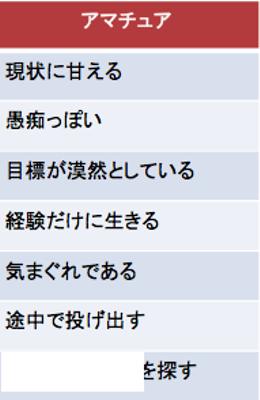 アマチュア
現状に甘える
愚痴っぽい
目標が漠然としている
経験だけに生きる
気まぐれである
途中で投げ出す
を探す